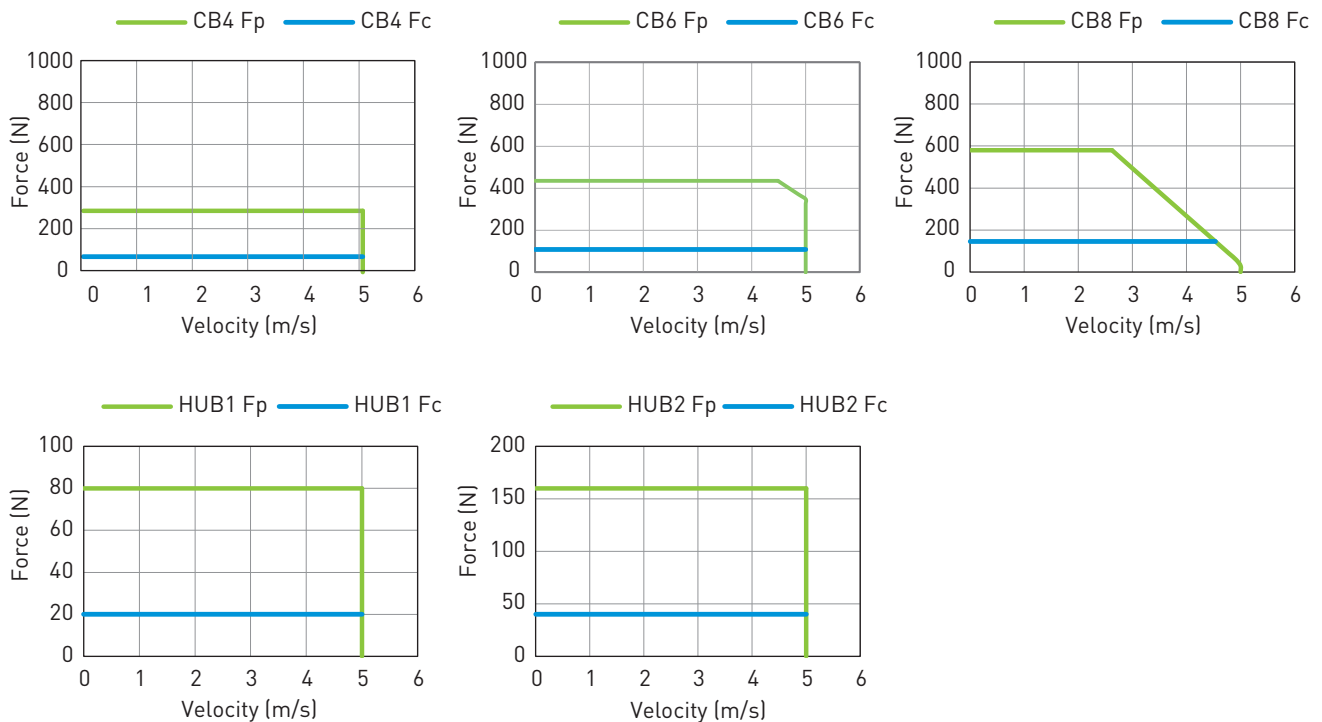 CB4 Fp CB4 Fc
1000
800
600
400
200
0
Force (N)
0 1 2 3 4 5 6
Velocity (m/s)
CB6 Fp CB6 Fc
1000
800
600
400
200
0
Force (N)
0 1 2 3 4 5 6
Velocity (m/s)
CB8 Fp CB8 Fc
1000
800
600
400
200
0
Force (N)
0 1 2 3 4 5 6
Velocity (m/s)
HUB1 Fp HUB1 Fc
100
80
60
40
20
0
Force (N)
0 1 2 3 4 5 6
Velocity (m/s)
HUB2 Fp HUB2 Fc
200
150
100
50
0
Force (N)
0 1 2 3 4 5 6
Velocity (m/s)